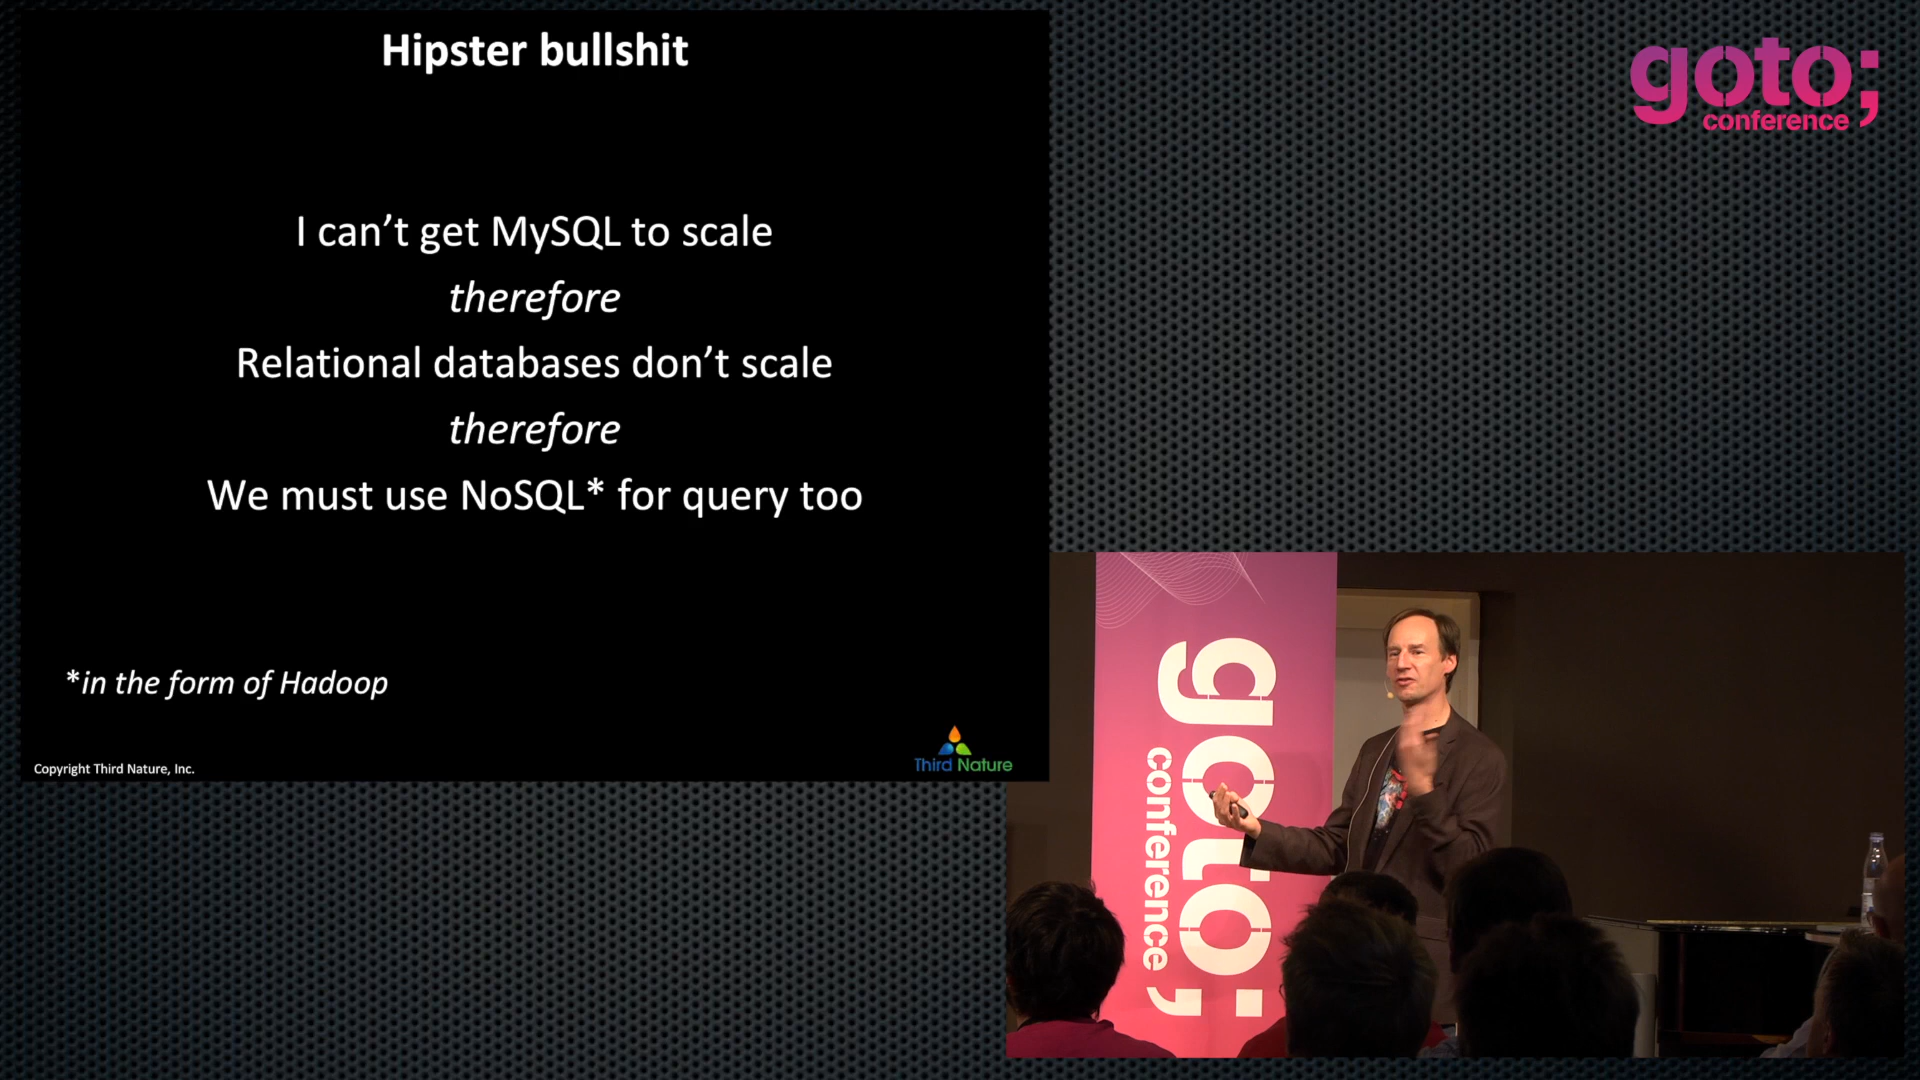 Hipster bullshit
I can’t get MySQL to scale
therefore
Relational databases don’t scale
therefore
We must use NoSQL* for query too
*in the form of Hadoop
Copyright Third Nature, Inc.
Third Nature
goto;
conference
goto;
conference